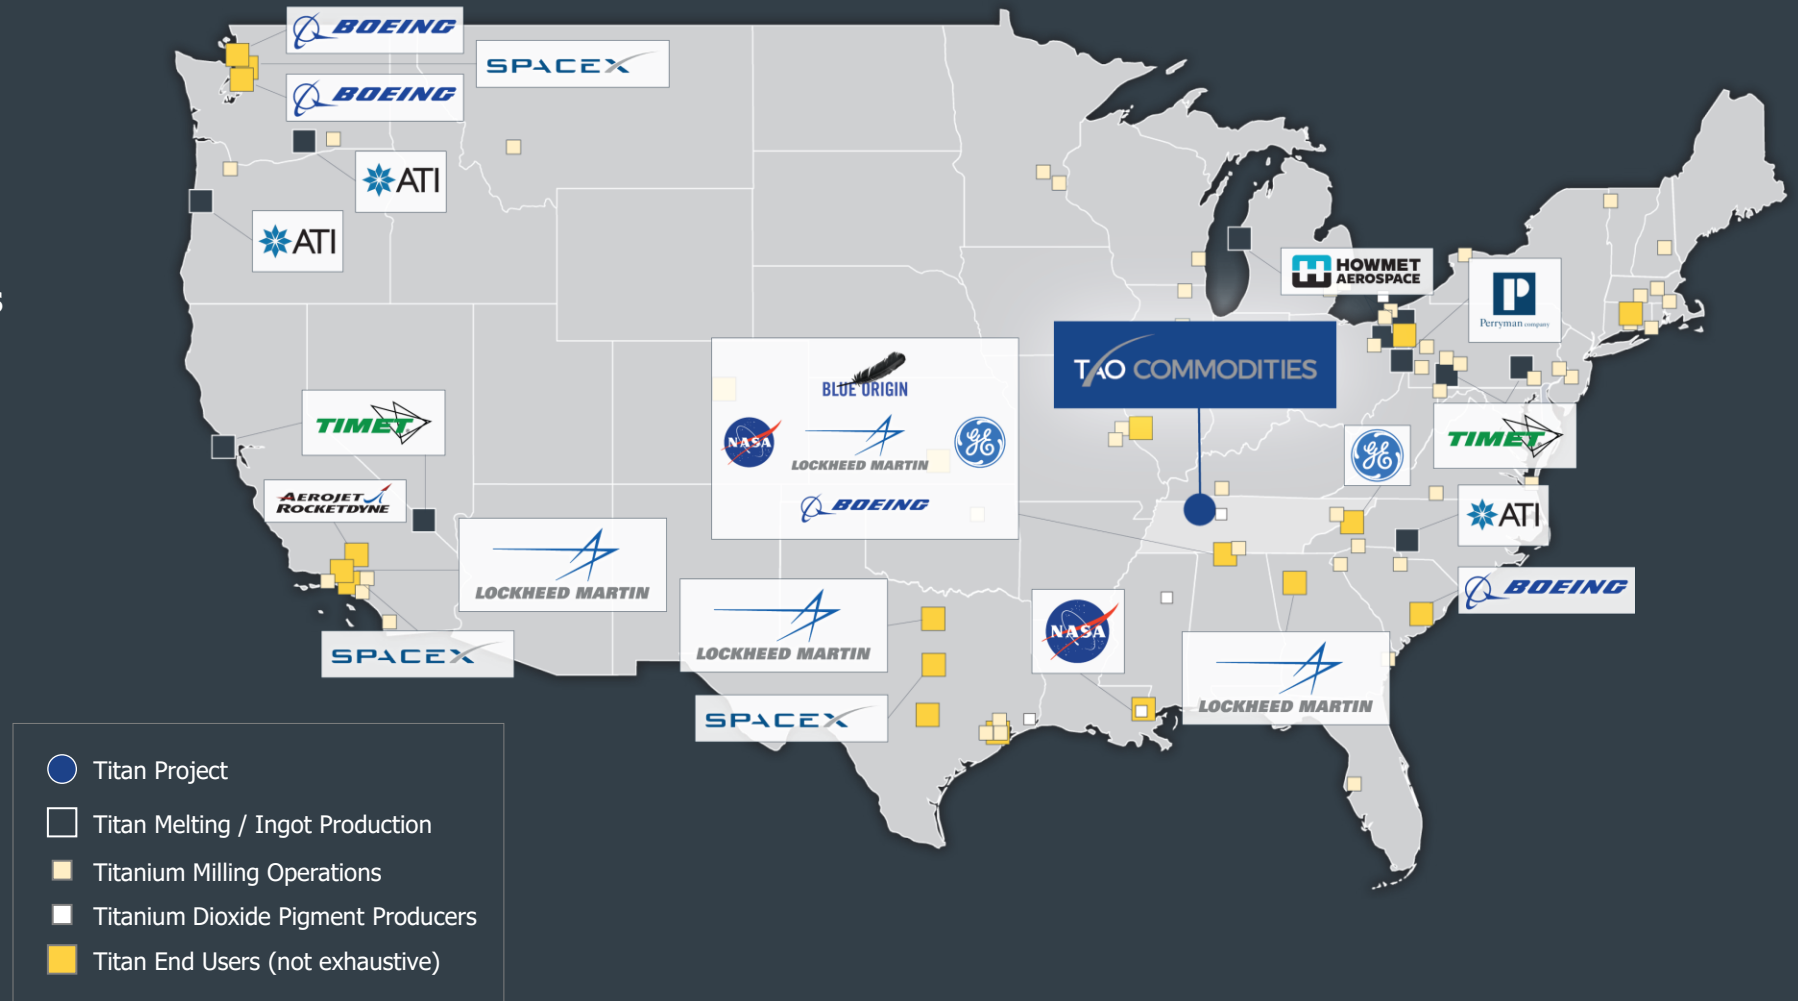 BOEING
SPACEX
BOEING
ATI
ATI
S
HOWMET
AEROSPACE
P
Perryman company
TAO COMMODITIES
BLUE ORIGIN
NASA
LOCKHEED MARTIN
GE
BOEING
TIMET
TIMET
GE
AEROJET
ROCKETDYNE
ATI
LOCKHEED MARTIN
BOEING
LOCKHEED MARTIN
NASA
SPACEX
LOCKHEED MARTIN
SPACEX
Titan Project
Titan Melting / Ingot Production
Titanium Milling Operations
Titanium Dioxide Pigment Producers
Titan End Users (not exhaustive)